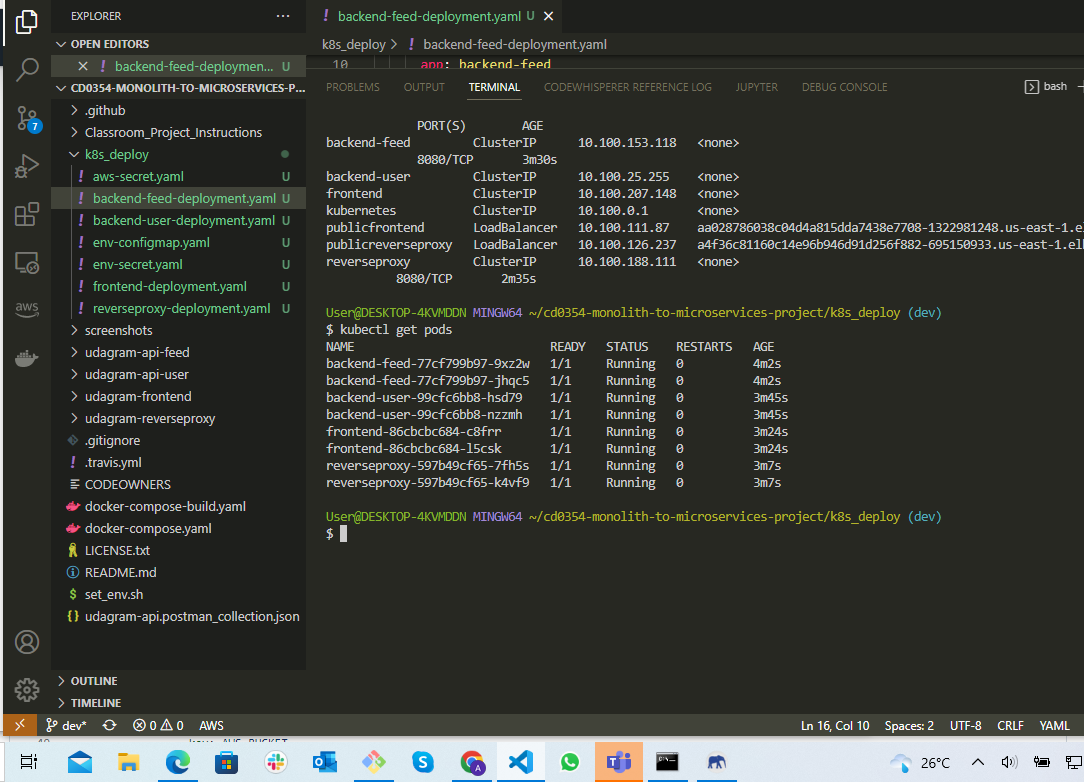 EXPLORER
···
! backend-feed-deployment.yaml U
OPEN EDITORS
k8s_deploy > ! backend-feed-deployment.yaml
! backend-feed-deploymen... U
10 app: backend-feed
CD0354-MONOLITH-TO-MICROSERVICES-P...
PROBLEMS OUTPUT TERMINAL CODEWHISPERER REFERENCE LOG JUPYTER DEBUG CONSOLE bash
.github
Classroom_Project_Instructions
k8s_deploy
! aws-secret.yaml U
! backend-feed-deployment.yaml U
! backend-user-deployment.yaml U
! env-configmap.yaml U
! env-secret.yaml U
! frontend-deployment.yaml U
! reverseproxy-deployment.yaml U
screenshots
udagram-api-feed
udagram-api-user
udagram-frontend
udagram-reverseproxy
.gitignore
! .travis.yml
CODEOWNERS
docker-compose-build.yaml
docker-compose.yaml
LICENSE.txt
README.md
$ set_env.sh
{} udagram-api.postman_collection.json
OUTLINE
TIMELINE
7
aws
PORT(S) AGE
backend-feed ClusterIP 10.100.153.118 <none>
8080/TCP 3m30s
backend-user ClusterIP 10.100.25.255 <none>
frontend ClusterIP 10.100.207.148 <none>
kubernetes ClusterIP 10.100.0.1 <none>
publicfrontend LoadBalancer 10.100.111.87 aa028786038c04d4a815dda7438e7708-1322981248.us-east-1.e
publicreverseproxy LoadBalancer 10.100.126.237 a4f36c81160c14e96b946d91d256f882-695150933.us-east-1.el
reverseproxy ClusterIP 10.100.188.111 <none>
8080/TCP 2m35s
User@DESKTOP-4KVMDDN MINGW64 ~/cd0354-monolith-to-microservices-project/k8s_deploy (dev)
$ kubectl get pods
NAME READY STATUS RESTARTS AGE
backend-feed-77cf799b97-9xz2w 1/1 Running 0 4m2s
backend-feed-77cf799b97-jhqc5 1/1 Running 0 4m2s
backend-user-99cfc6bb8-hsd79 1/1 Running 0 3m45s
backend-user-99cfc6bb8-nzzmh 1/1 Running 0 3m45s
frontend-86cbcbc684-c8frr 1/1 Running 0 3m24s
frontend-86cbcbc684-l5csk 1/1 Running 0 3m24s
reverseproxy-597b49cf65-7fh5s 1/1 Running 0 3m7s
reverseproxy-597b49cf65-k4vf9 1/1 Running 0 3m7s
User@DESKTOP-4KVMDDN MINGW64 ~/cd0354-monolith-to-microservices-project/k8s_deploy (dev)
$
dev* 0 0 AWS Ln 16, Col 10 Spaces: 2 UTF-8 CRLF YAML
26°C